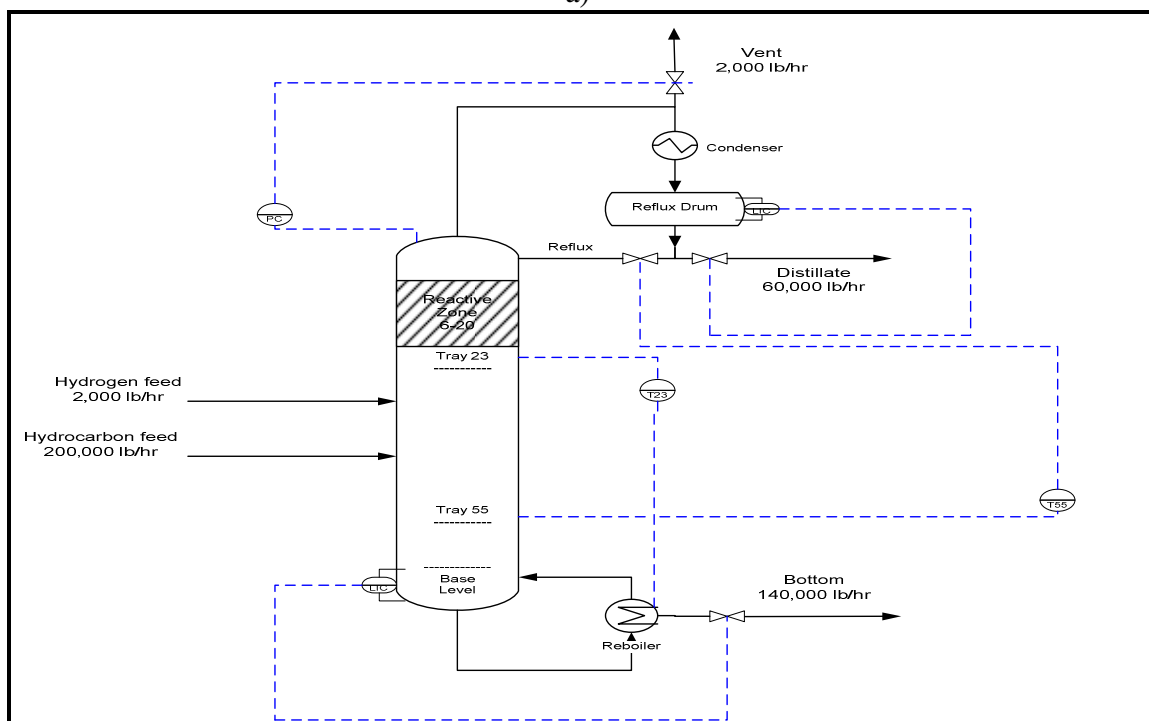 a)
Vent
2,000 lb/hr
Condenser
PC
Reflux Drum
LIC
Reflux
Distillate
60,000 lb/hr
Reactive
Zone
6-20
Tray 23
Hydrogen feed
2,000 lb/hr
T23
Hydrocarbon feed
200,000 lb/hr
Tray 55
T55
Base
Level
LIC
Bottom
140,000 lb/hr
Reboiler